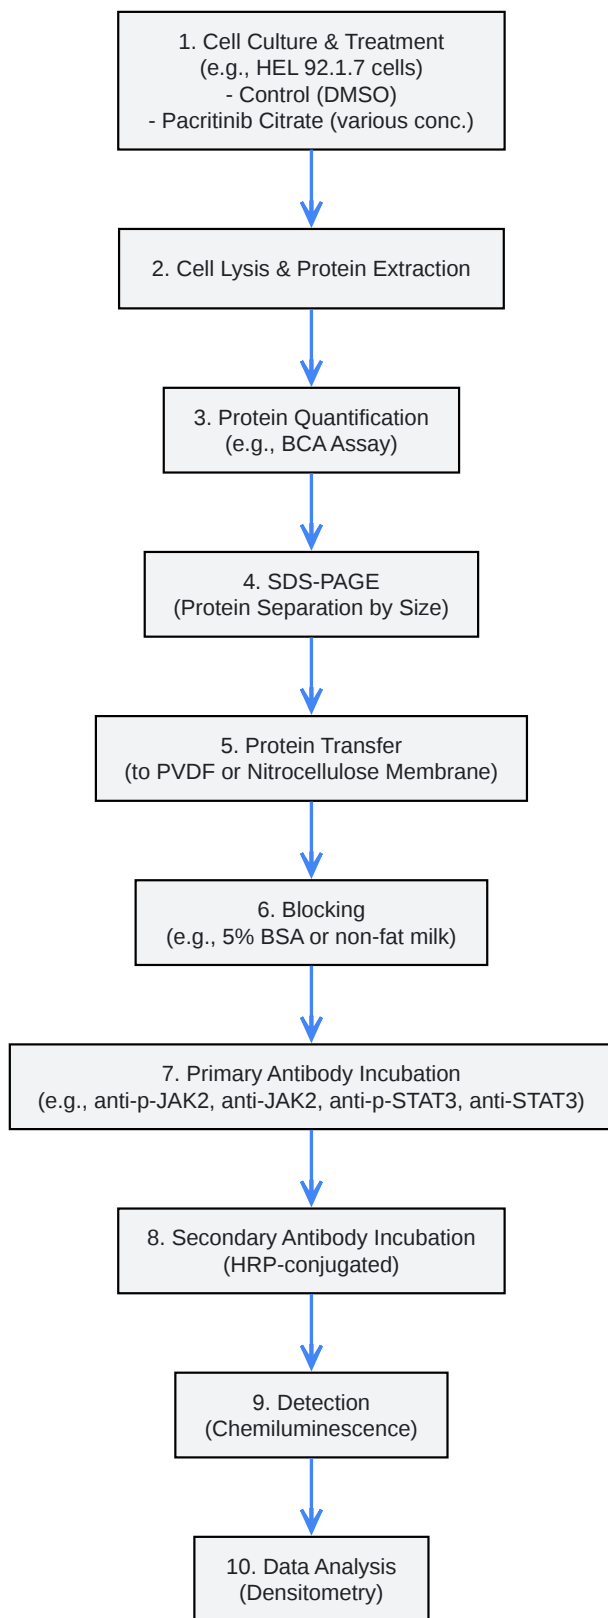 1. Cell Culture & Treatment
(e.g., HEL 92.1.7 cells)
- Control (DMSO)
- Pacritinib Citrate (various conc.)
2. Cell Lysis & Protein Extraction
3. Protein Quantification
(e.g., BCA Assay)
4. SDS-PAGE
(Protein Separation by Size)
5. Protein Transfer
(to PVDF or Nitrocellulose Membrane)
6. Blocking
(e.g., 5% BSA or non-fat milk)
7. Primary Antibody Incubation
(e.g., anti-p-JAK2, anti-JAK2, anti-p-STAT3, anti-STAT3)
8. Secondary Antibody Incubation
(HRP-conjugated)
9. Detection
(Chemiluminescence)
10. Data Analysis
(Densitometry)